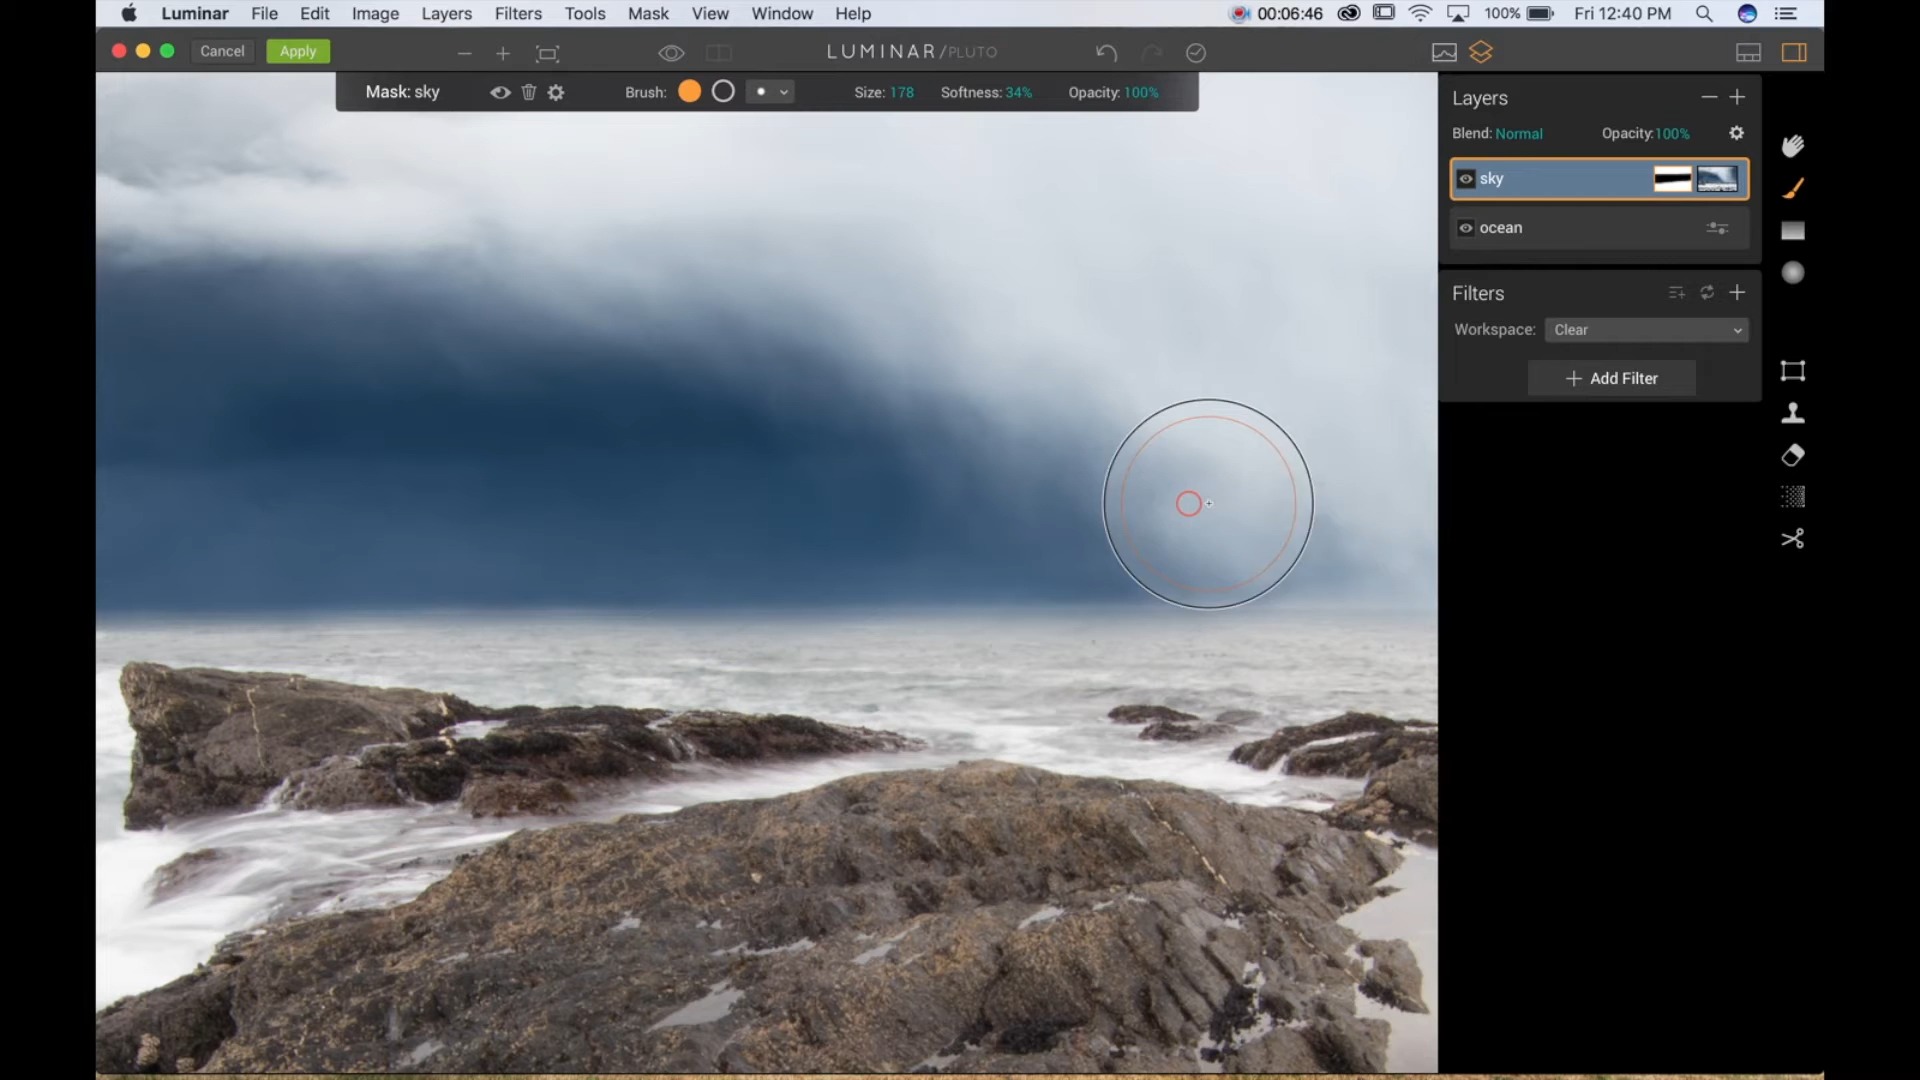 Luminar File Edit Image Layers Filters Tools Mask View Window Help 00:06:46 100% Fri 12:40 PM
Cancel Apply LUMINAR/PLUTO
Mask: sky Brush: Size: 178 Softness: 34% Opacity: 100%
Layers
Blend: Normal Opacity:100%
sky
ocean
Filters
Workspace: Clear
Add Filter